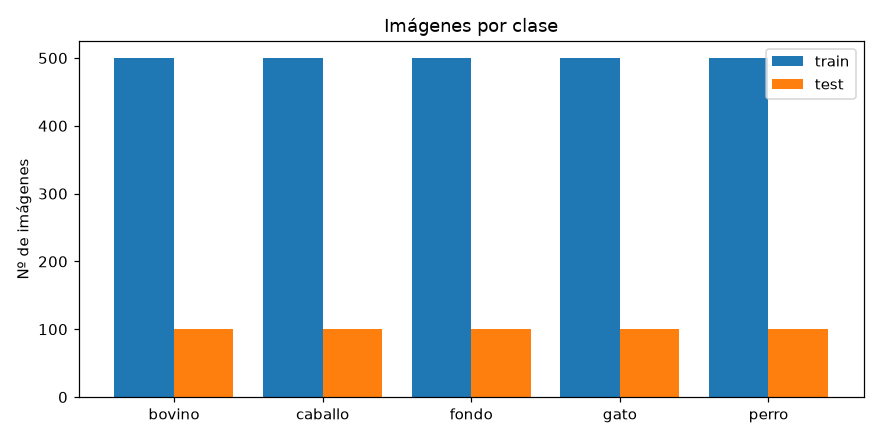 Imágenes por clase
train
test
Nº de imágenes
500
400
300
200
100
0
bovino caballo fondo gato perro